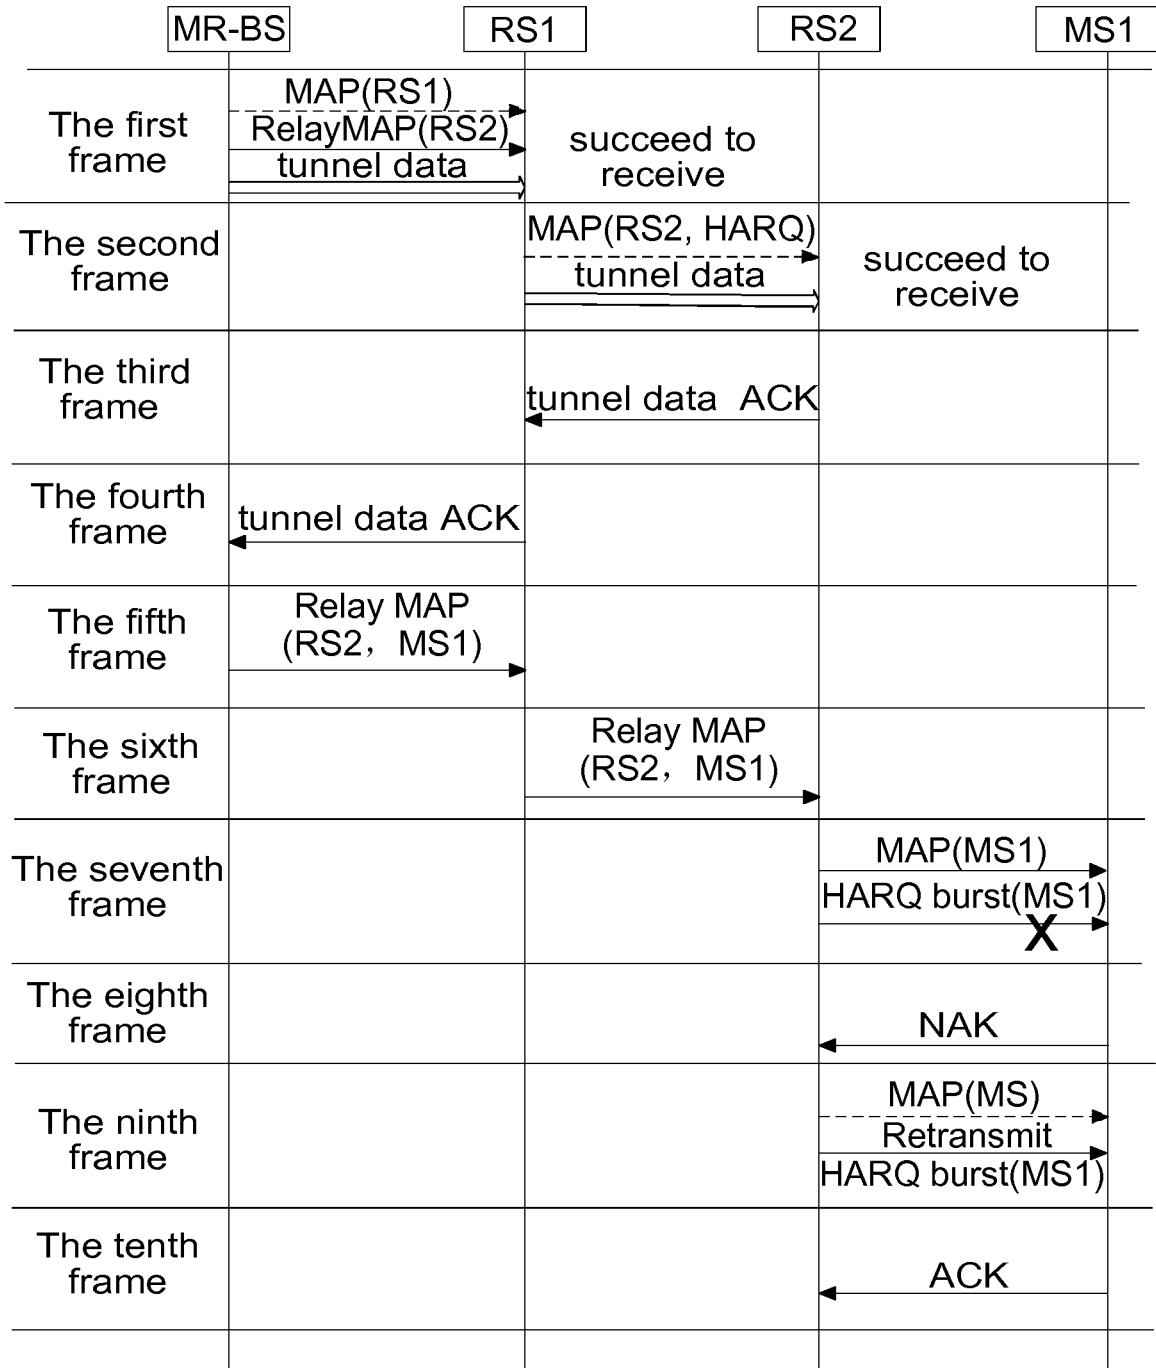 MR-BS
RS1
RS2
MS1
The first
frame
MAP(RS1)
RelayMAP(RS2)
tunnel data
succeed to
receive
The second
frame
MAP(RS2, HARQ)
tunnel data
succeed to
receive
The third
frame
tunnel data ACK
The fourth
frame
tunnel data ACK
The fifth
frame
Relay MAP
(RS2，MS1)
The sixth
frame
Relay MAP
(RS2，MS1)
The seventh
frame
MAP(MS1)
HARQ burst(MS1)
X
The eighth
frame
NAK
The ninth
frame
MAP(MS)
Retransmit
HARQ burst(MS1)
The tenth
frame
ACK